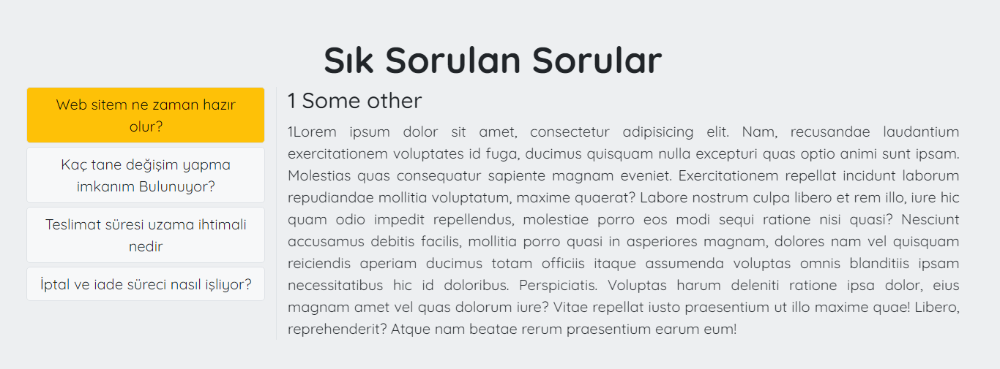 Sık Sorulan Sorular
Web sitem ne zaman hazır
olur?
Kaç tane değişim yapma
imkanım Bulunuyor?
Teslimat süresi uzama ihtimali
nedir
İptal ve iade süreci nasıl işliyor?
1 Some other
1Lorem ipsum dolor sit amet, consectetur adipisicing elit. Nam, recusandae laudantium
exercitationem voluptates id fuga, ducimus quisquam nulla excepturi quas optio animi sunt ipsam.
Molestias quas consequatur sapiente magnam eveniet. Exercitationem repellat incidunt laborum
repudiandae mollitia voluptatum, maxime quaerat? Labore nostrum culpa libero et rem illo, iure hic
quam odio impedit repellendus, molestiae porro eos modi sequi ratione nisi quasi? Nesciunt
accusamus debitis facilis, mollitia porro quasi in asperiores magnam, dolores nam vel quisquam
reiciendis aperiam ducimus totam officiis itaque assumenda voluptas omnis blanditiis ipsam
necessitatibus hic id doloribus. Perspiciatis. Voluptas harum deleniti ratione ipsa dolor, eius
magnam amet vel quas dolorum iure? Vitae repellat iusto praesentium ut illo maxime quae! Libero,
reprehenderit? Atque nam beatae rerum praesentium earum eum!